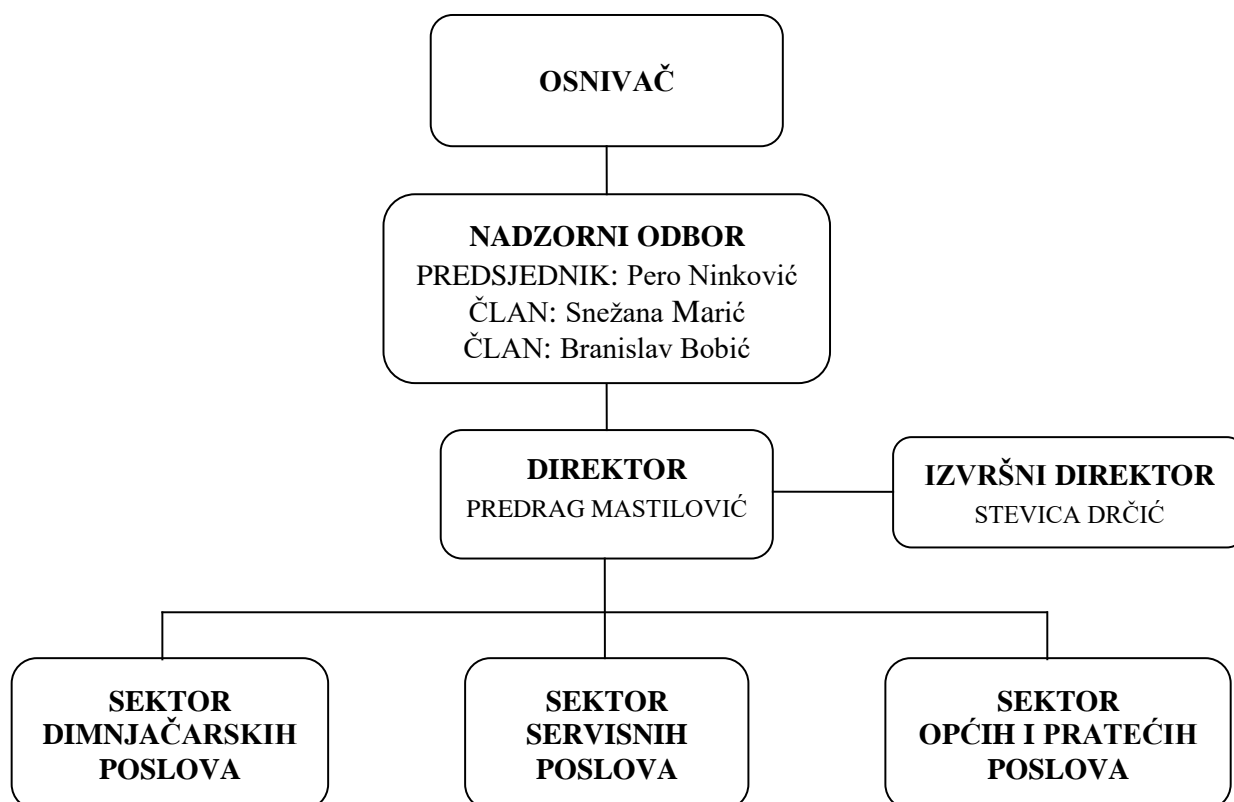 OSNIVAČ
NADZORNI ODBOR
PREDSJEDNIK: Pero Ninković
ČLAN: Snežana Marić
ČLAN: Branislav Bobić
DIREKTOR
PREDRAG MASTILOVIĆ
IZVRŠNI DIREKTOR
STEVICA DRČIĆ
SEKTOR
DIMNJAČARSKIH
POSLOVA
SEKTOR
SERVISNIH
POSLOVA
SEKTOR
OPĆIH I PRATEĆIH
POSLOVA